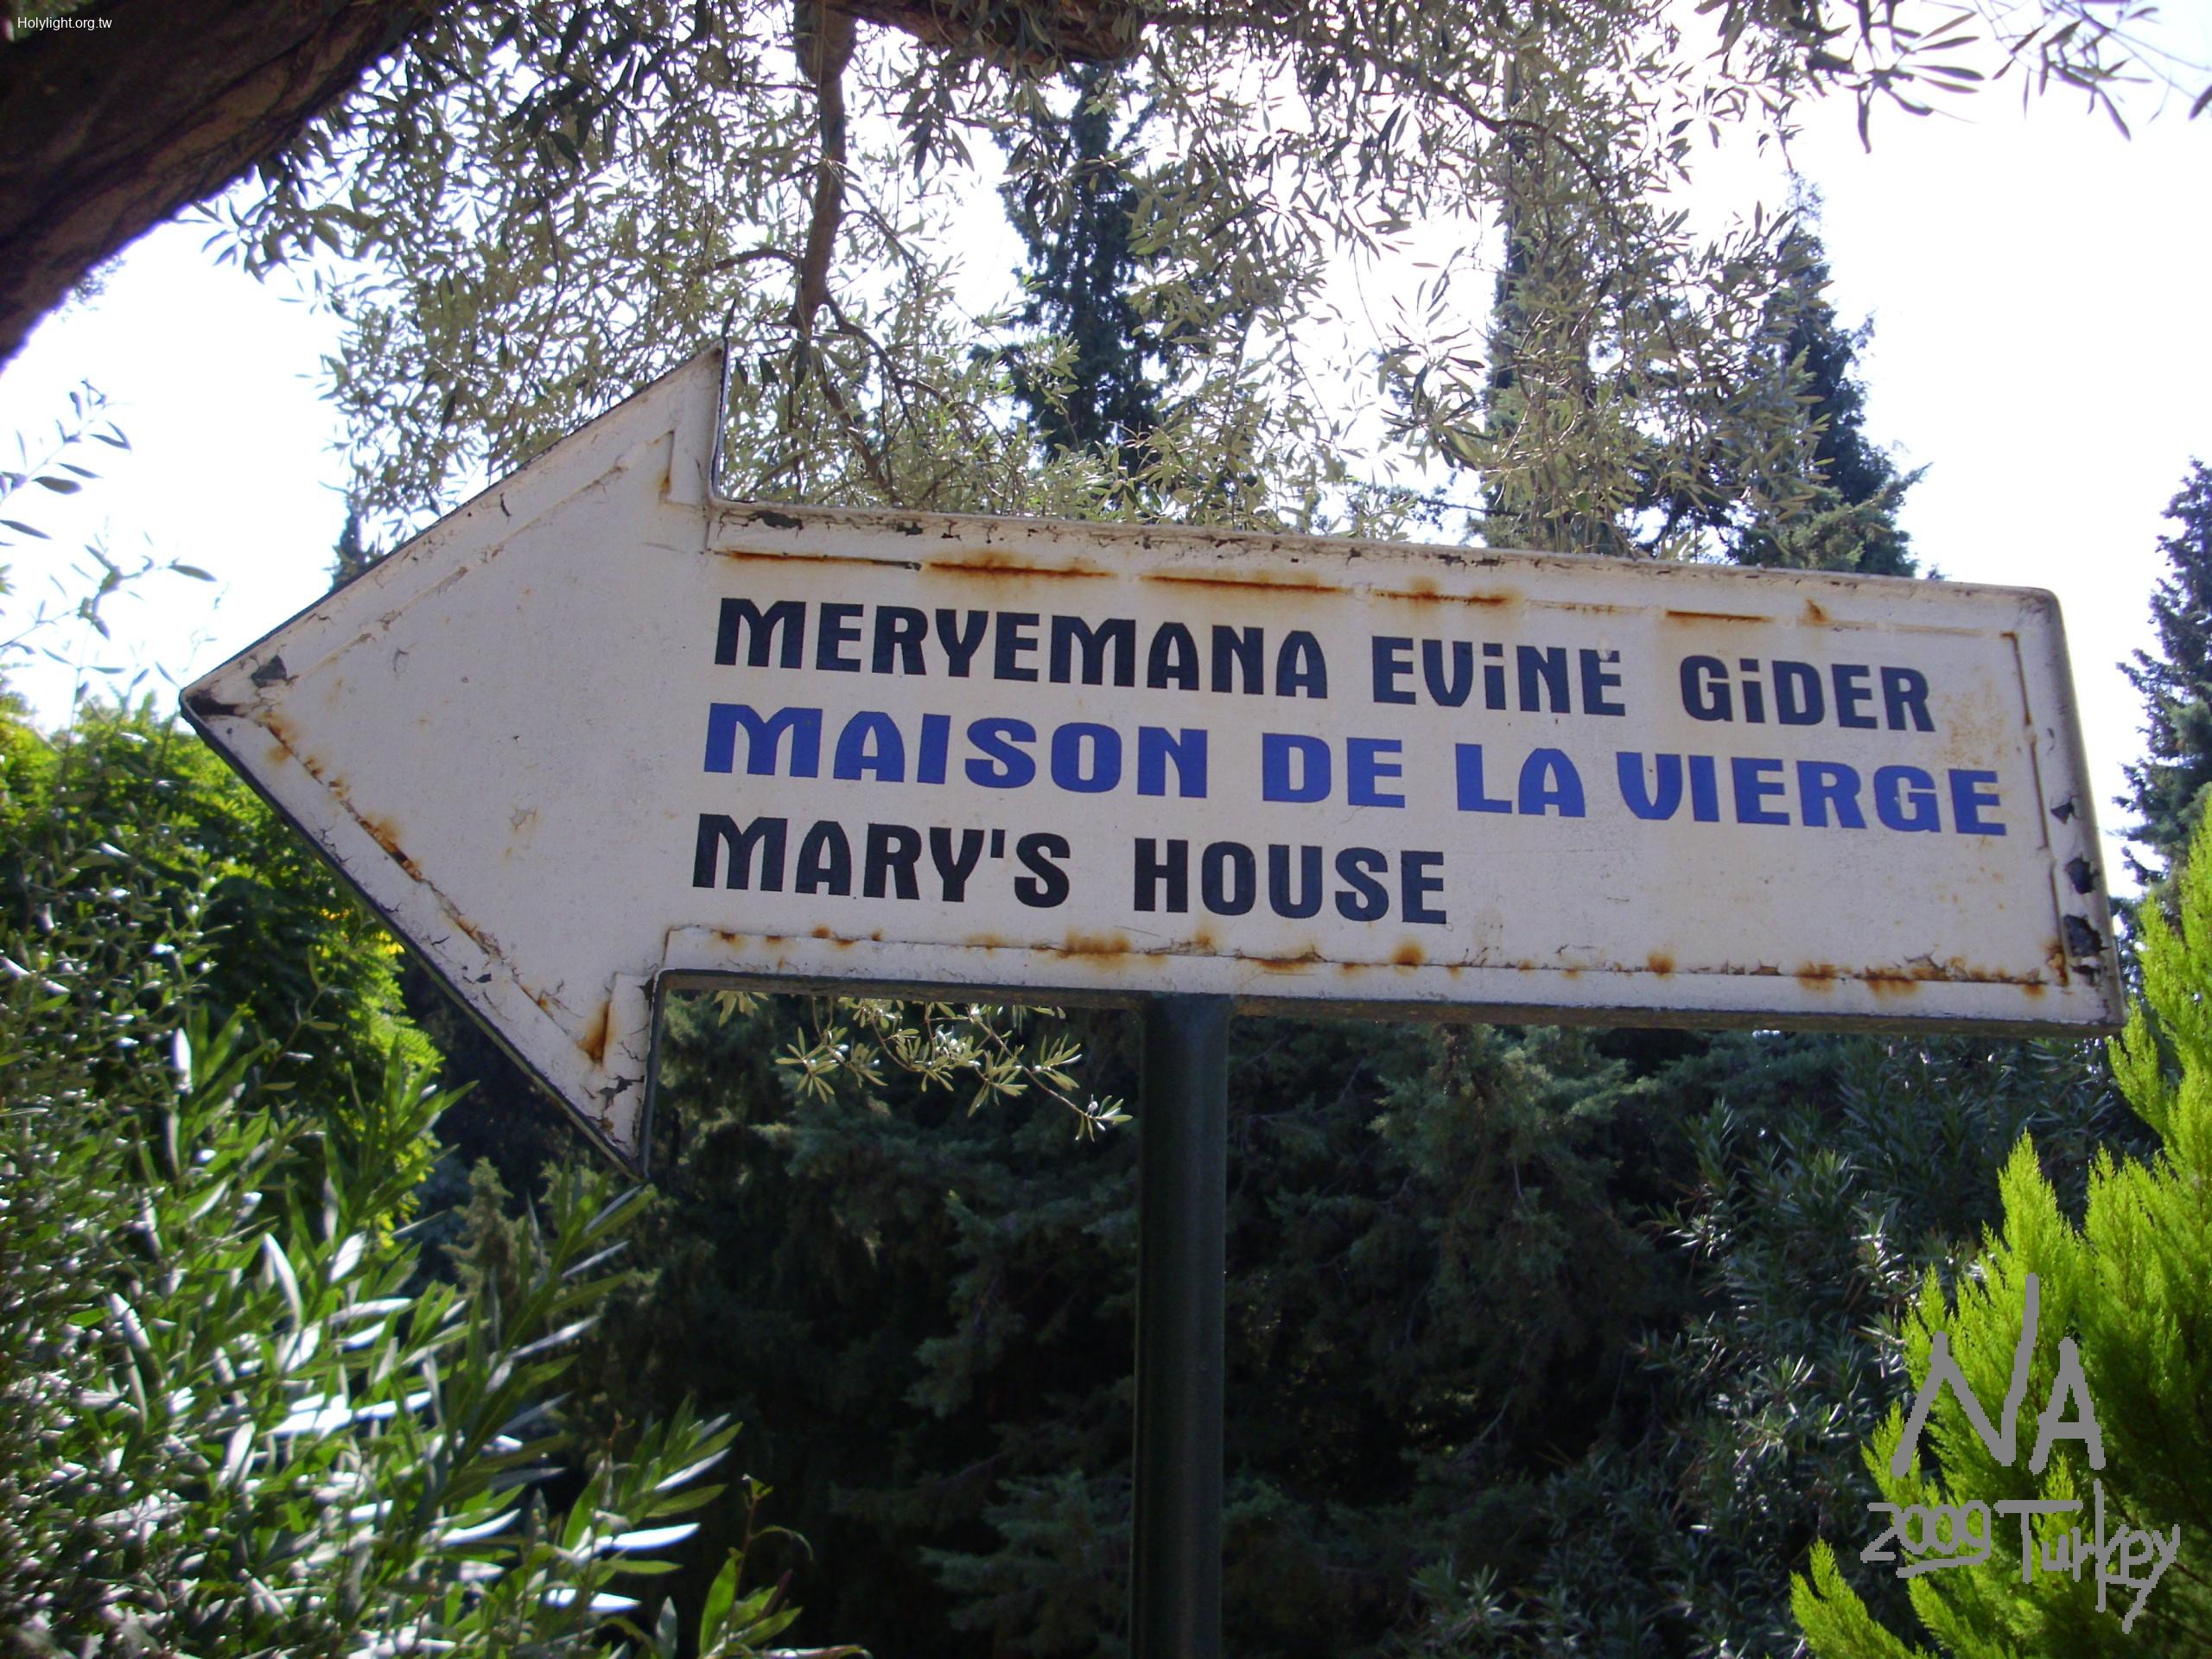 Holylight.org.tw
MERYEMANA EViNE GiDER
MAISON DE LA VIERGE
MARY'S HOUSE
NA
2009 Turkey